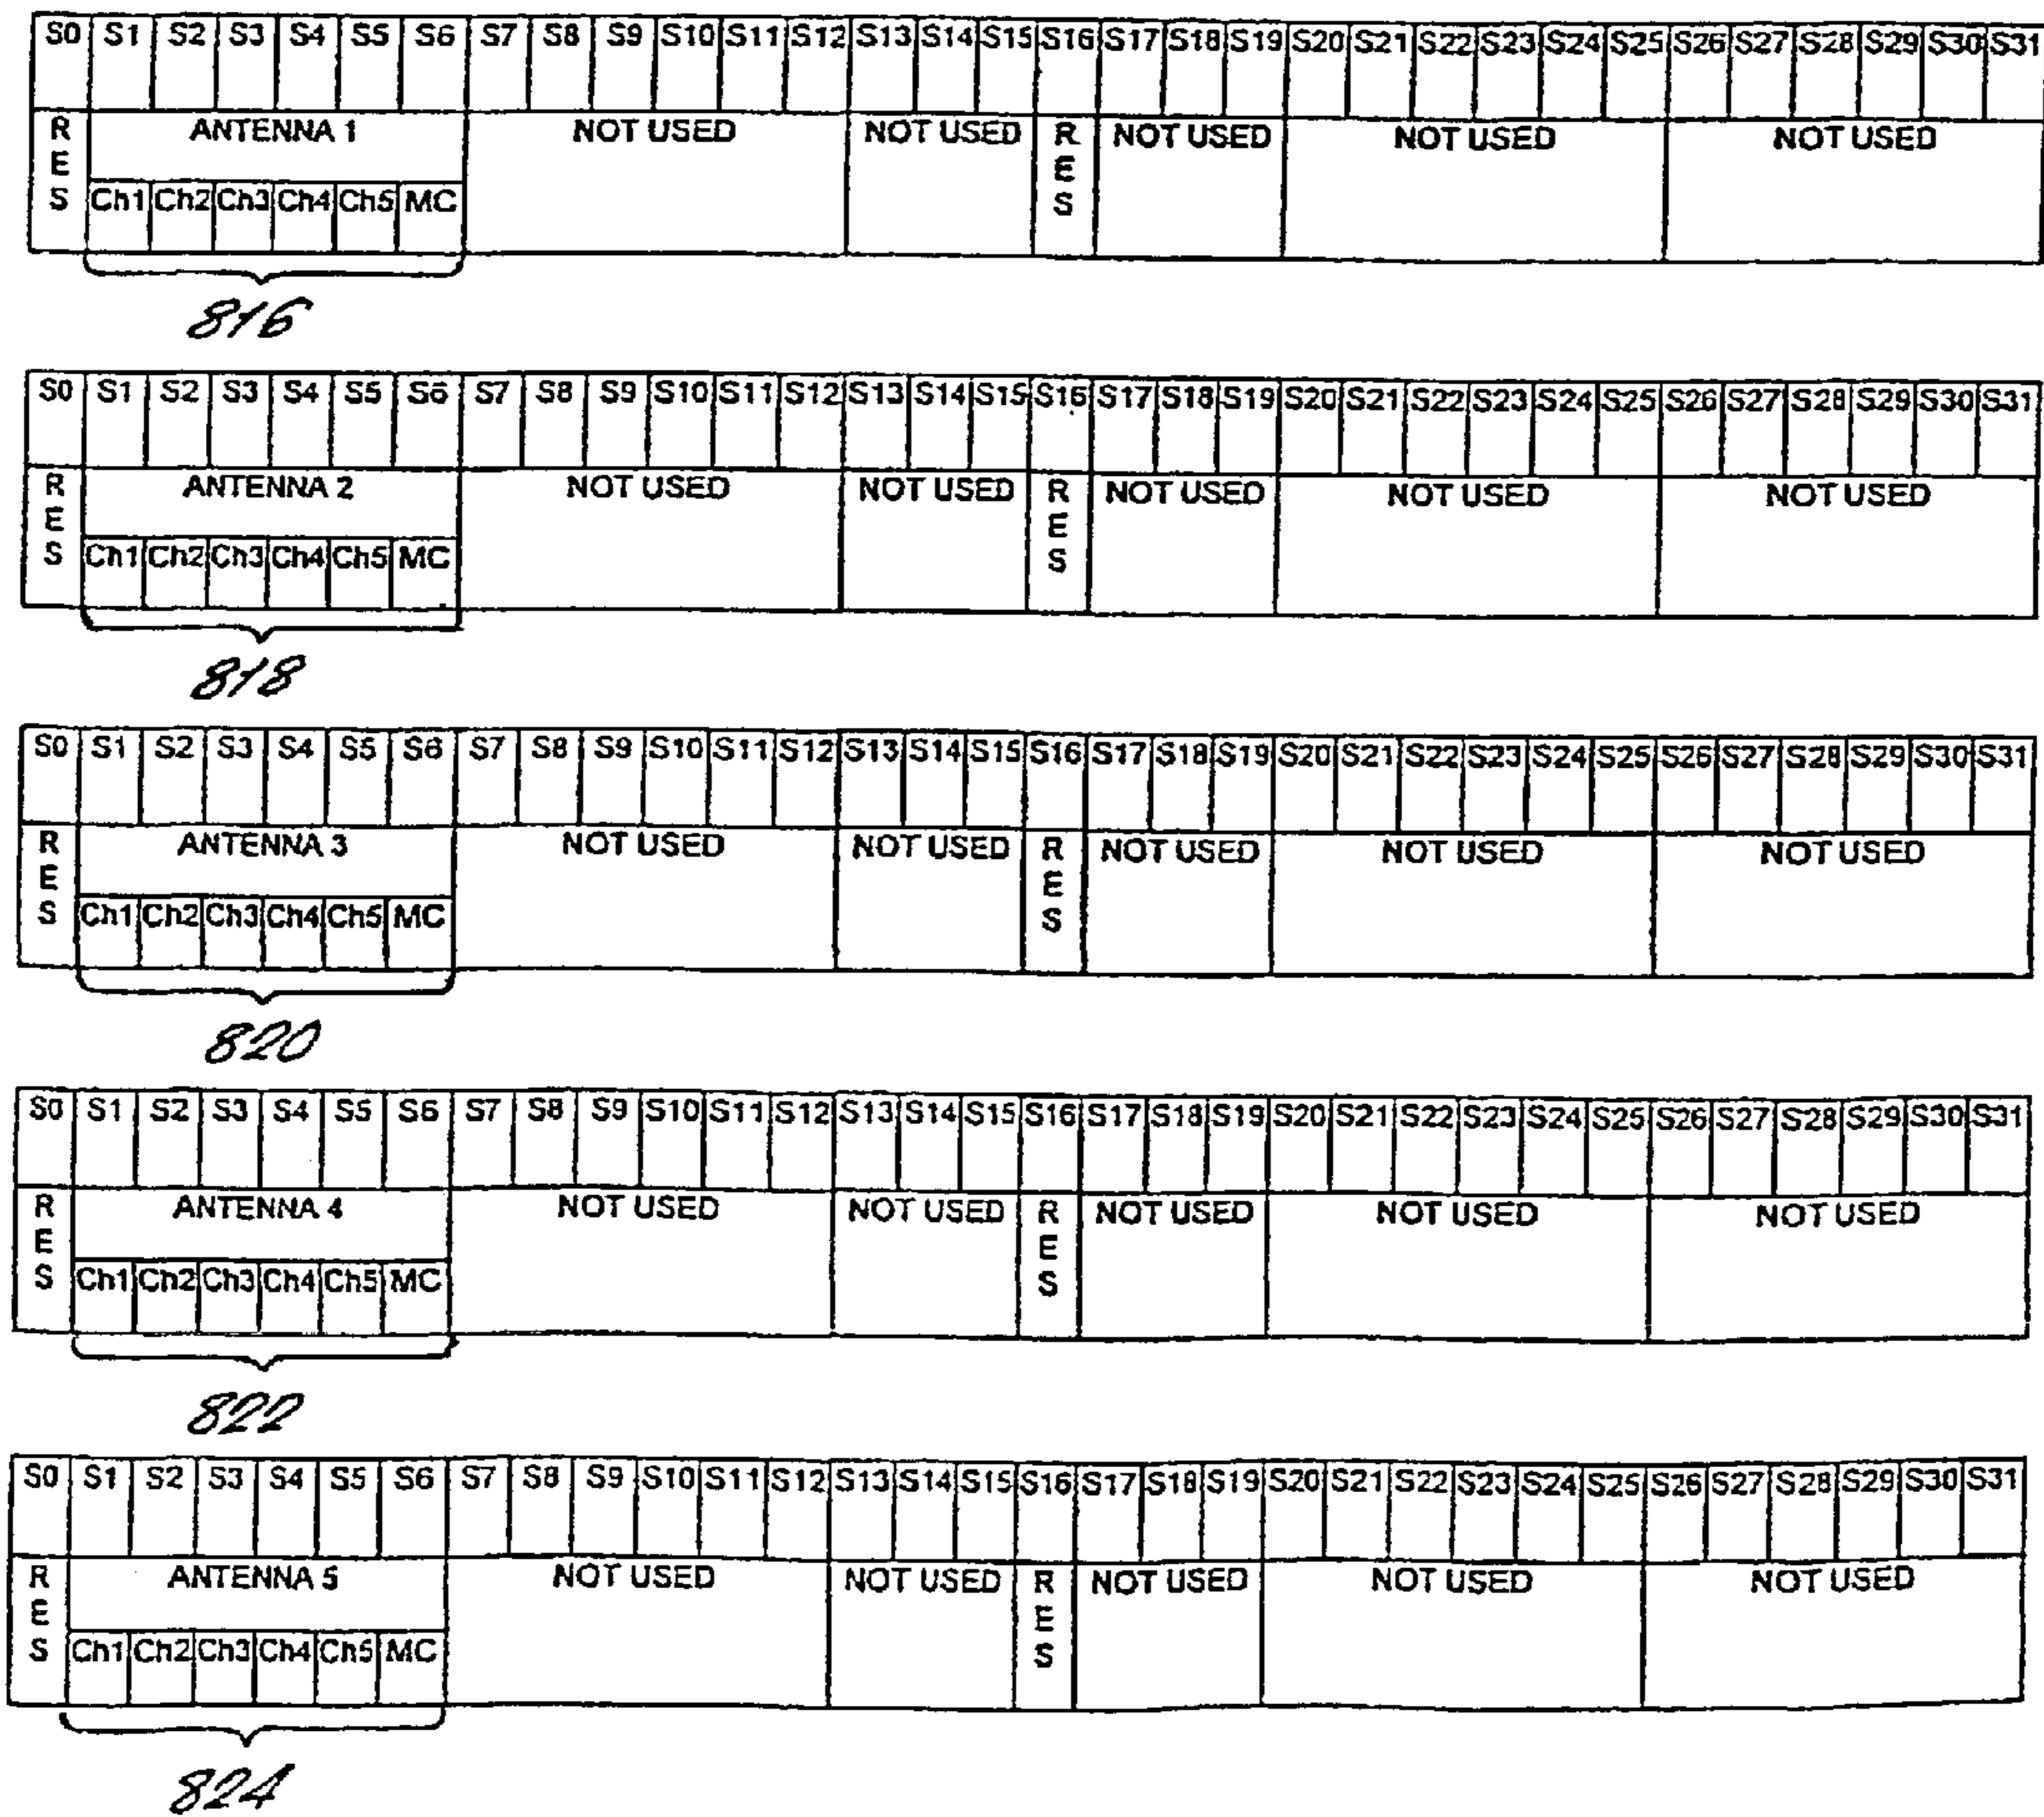 S0 S1 S2 S3 S4 S5 S6 S7 S8 S9 S10 S11 S12 S13 S14 S15 S16 S17 S18 S19 S20 S21 S22 S23 S24 S25 S26 S27 S28 S29 S30 S31
RES ANTENNA 1 NOT USED NOT USED RES NOT USED NOT USED NOT USED
Ch1 Ch2 Ch3 Ch4 Ch5 MC
816
S0 S1 S2 S3 S4 S5 S6 S7 S8 S9 S10 S11 S12 S13 S14 S15 S16 S17 S18 S19 S20 S21 S22 S23 S24 S25 S26 S27 S28 S29 S30 S31
RES ANTENNA 2 NOT USED NOT USED RES NOT USED NOT USED NOT USED
Ch1 Ch2 Ch3 Ch4 Ch5 MC
818
S0 S1 S2 S3 S4 S5 S6 S7 S8 S9 S10 S11 S12 S13 S14 S15 S16 S17 S18 S19 S20 S21 S22 S23 S24 S25 S26 S27 S28 S29 S30 S31
RES ANTENNA 3 NOT USED NOT USED RES NOT USED NOT USED NOT USED
Ch1 Ch2 Ch3 Ch4 Ch5 MC
820
S0 S1 S2 S3 S4 S5 S6 S7 S8 S9 S10 S11 S12 S13 S14 S15 S16 S17 S18 S19 S20 S21 S22 S23 S24 S25 S26 S27 S28 S29 S30 S31
RES ANTENNA 4 NOT USED NOT USED RES NOT USED NOT USED NOT USED
Ch1 Ch2 Ch3 Ch4 Ch5 MC
822
S0 S1 S2 S3 S4 S5 S6 S7 S8 S9 S10 S11 S12 S13 S14 S15 S16 S17 S18 S19 S20 S21 S22 S23 S24 S25 S26 S27 S28 S29 S30 S31
RES ANTENNA 5 NOT USED NOT USED RES NOT USED NOT USED NOT USED
Ch1 Ch2 Ch3 Ch4 Ch5 MC
824